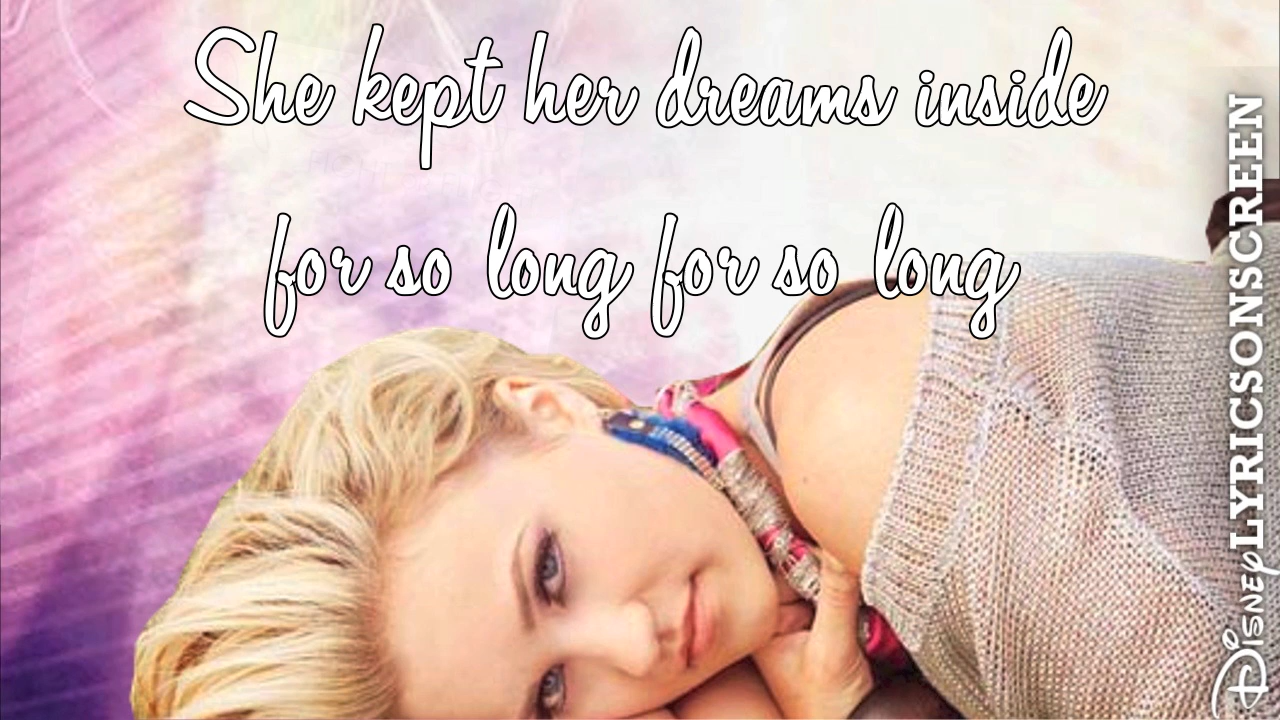 She kept her dreams inside
for so long for so long
DISNEYLYRICSONSCREEN